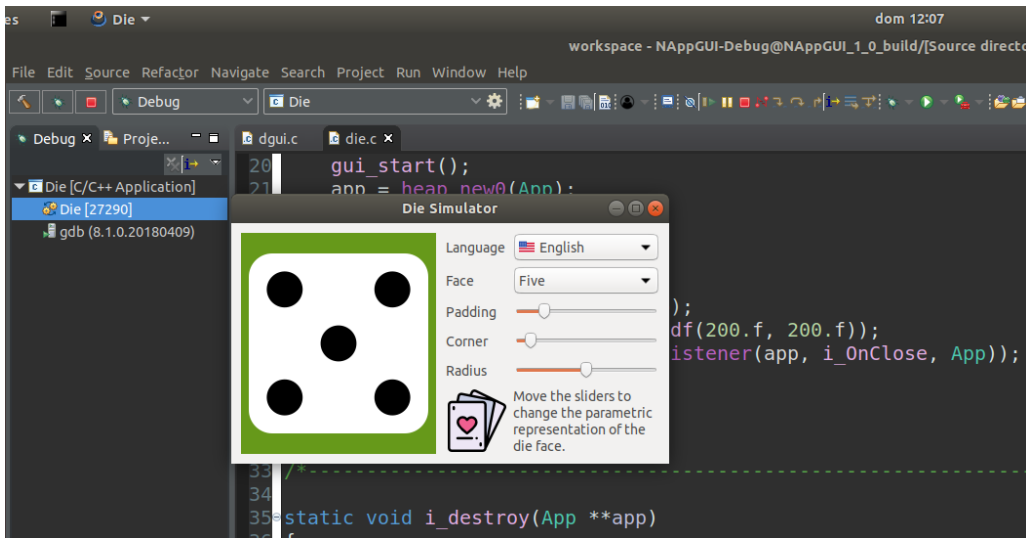 es Die dom 12:07
workspace - NAppGUI-Debug@NAppGUI_1_0_build/[Source directo
File Edit Source Refactor Navigate Search Project Run Window Help
Debug Die
Debug Proje... dgui.c die.c
20 gui_start();
21 app = heap_new0(App);
Die [C/C++ Application]
Die [27290]
gdb (8.1.0.20180409)
Die Simulator
Language English
Face Five
Padding
Corner
Radius
Move the sliders to
change the parametric
representation of the
die face.
);
df(200.f, 200.f));
istener(app, i_OnClose, App));
33 /*----------------------------------------------------------------
34
35 static void i_destroy(App **app)
36 {